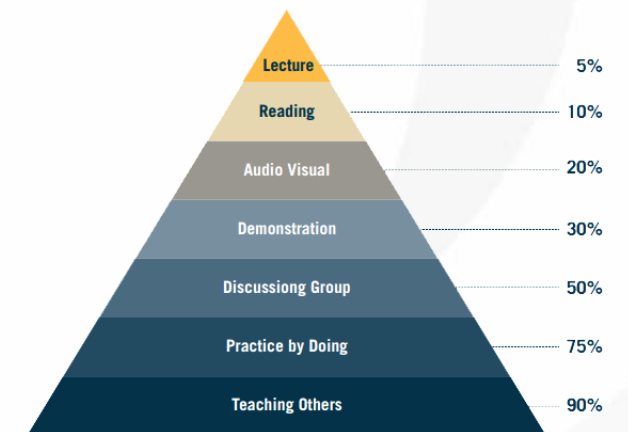 Lecture 5%
Reading 10%
Audio Visual 20%
Demonstration 30%
Discussiong Group 50%
Practice by Doing 75%
Teaching Others 90%